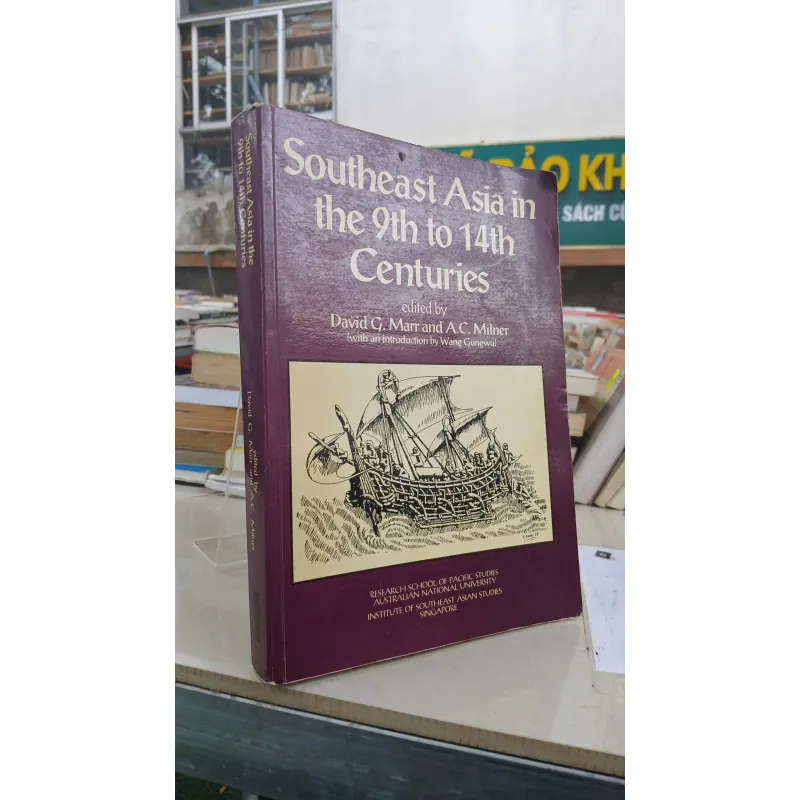 Southeast Asia in
the 9th to 14th
Centuries
edited by
David G. Marr and A.C. Milner
(with an introduction by Wang Gungwu)
RESEARCH SCHOOL OF PACIFIC STUDIES
AUSTRALIAN NATIONAL UNIVERSITY
INSTITUTE OF SOUTHEAST ASIAN STUDIES
SINGAPORE
Southeast Asia in the
9th to 14th Centuries
edited by
David G. Marr and A.C. Milner
ẢO KH
SÁCH C